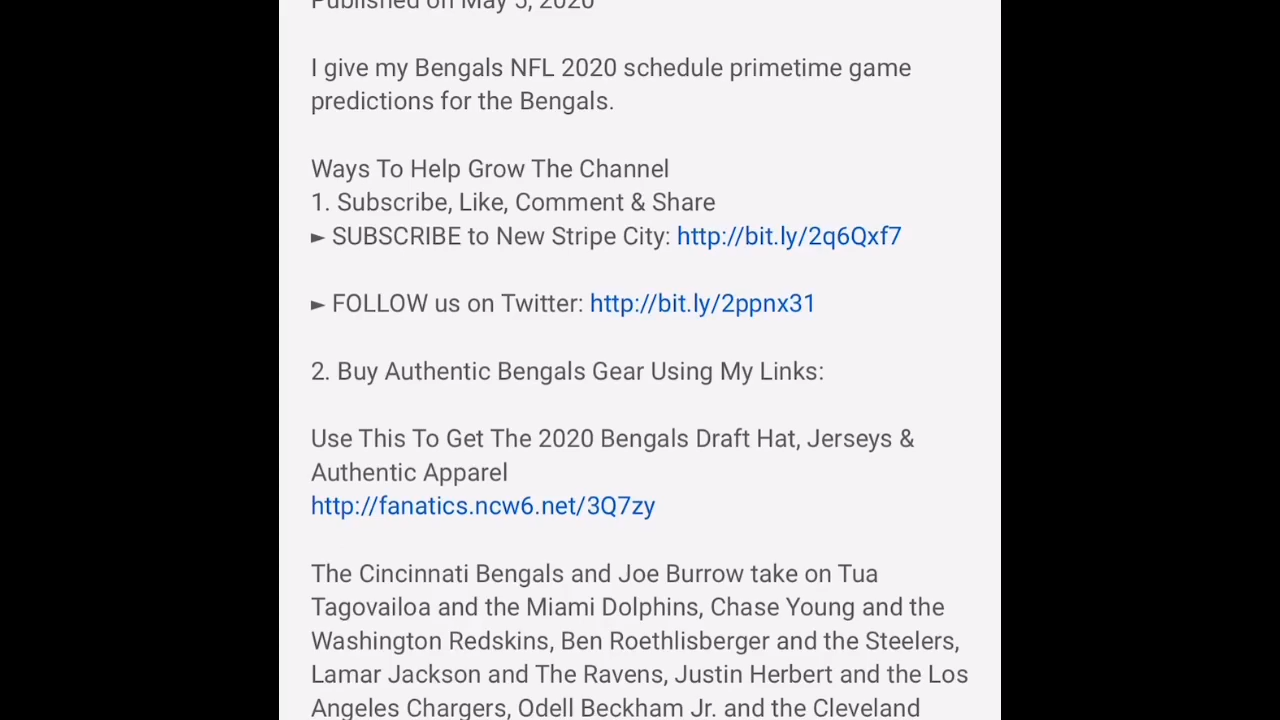 Published on May 5, 2020
I give my Bengals NFL 2020 schedule primetime game
predictions for the Bengals.
Ways To Help Grow The Channel
1. Subscribe, Like, Comment & Share
► SUBSCRIBE to New Stripe City: http://bit.ly/2q6Qxf7
► FOLLOW us on Twitter: http://bit.ly/2ppnx31
2. Buy Authentic Bengals Gear Using My Links:
Use This To Get The 2020 Bengals Draft Hat, Jerseys &
Authentic Apparel
http://fanatics.ncw6.net/3Q7zy
The Cincinnati Bengals and Joe Burrow take on Tua
Tagovailoa and the Miami Dolphins, Chase Young and the
Washington Redskins, Ben Roethlisberger and the Steelers,
Lamar Jackson and The Ravens, Justin Herbert and the Los
Angeles Chargers, Odell Beckham Jr. and the Cleveland